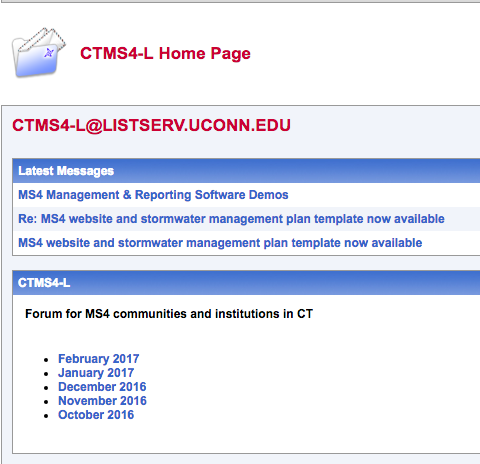 CTMS4-L Home Page
CTMS4-L@LISTSERV.UCONN.EDU
Latest Messages
MS4 Management & Reporting Software Demos
Re: MS4 website and stormwater management plan template now available
MS4 website and stormwater management plan template now available
CTMS4-L
Forum for MS4 communities and institutions in CT
February 2017
January 2017
December 2016
November 2016
October 2016